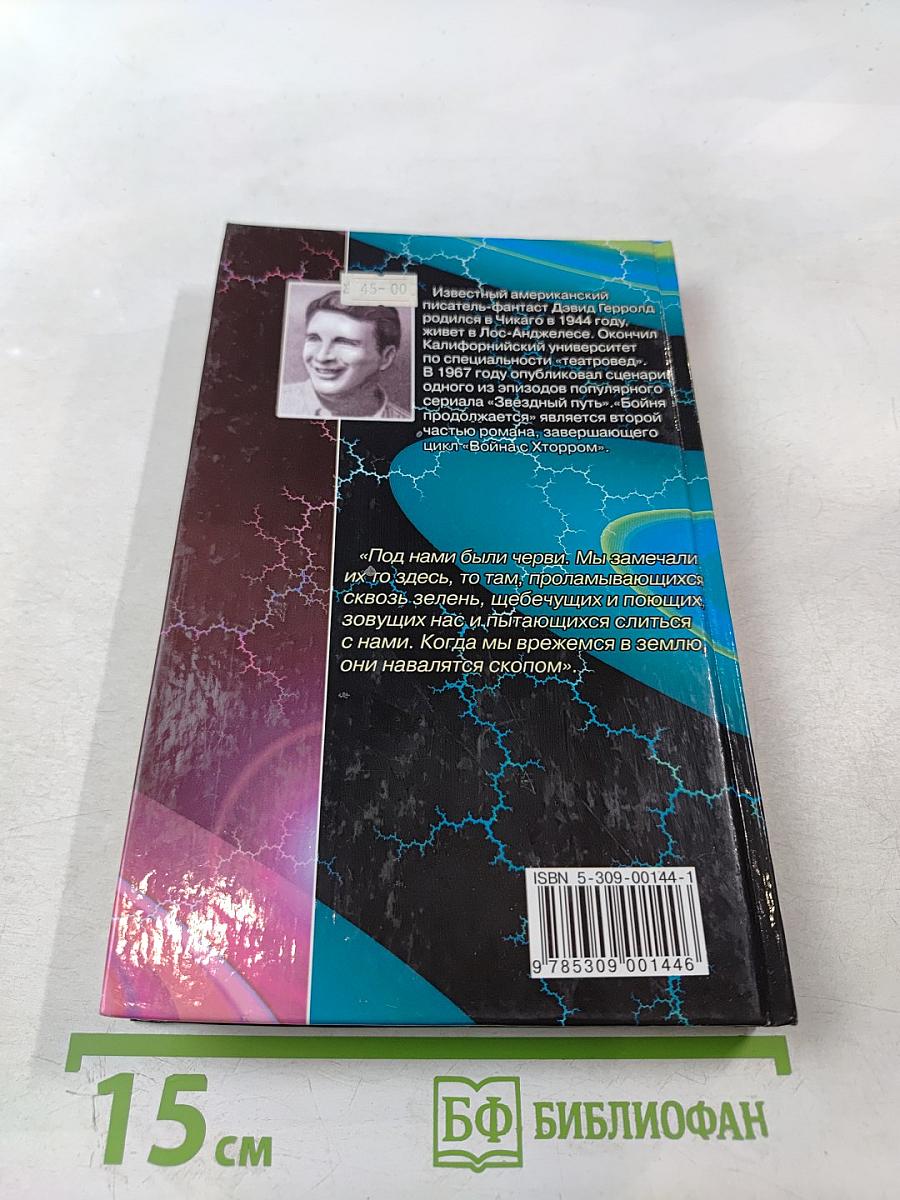 45-00
Известный американский
писатель-фантаст Дэвид Герролд
родился в Чикаго в 1944 году,
живет в Лос-Анджелесе. Окончил
Калифорнийский университет
по специальности «театровед».
В 1967 году опубликовал сценарий
одного из эпизодов популярного
сериала «Звездный путь».«Бойня
продолжается» является второй
частью романа, завершающего
цикл «Война с Хторром».
«Под нами были черви. Мы замечали
их то здесь, то там, проламывающихся
сквозь зелень, щебечущих и поющих,
зовущих нас и пытающихся слиться
с нами. Когда мы врежемся в землю,
они навалятся скопом».
ISBN 5-309-00144-1
9 785309 001446
15 см
БФ БИБЛИОФАН